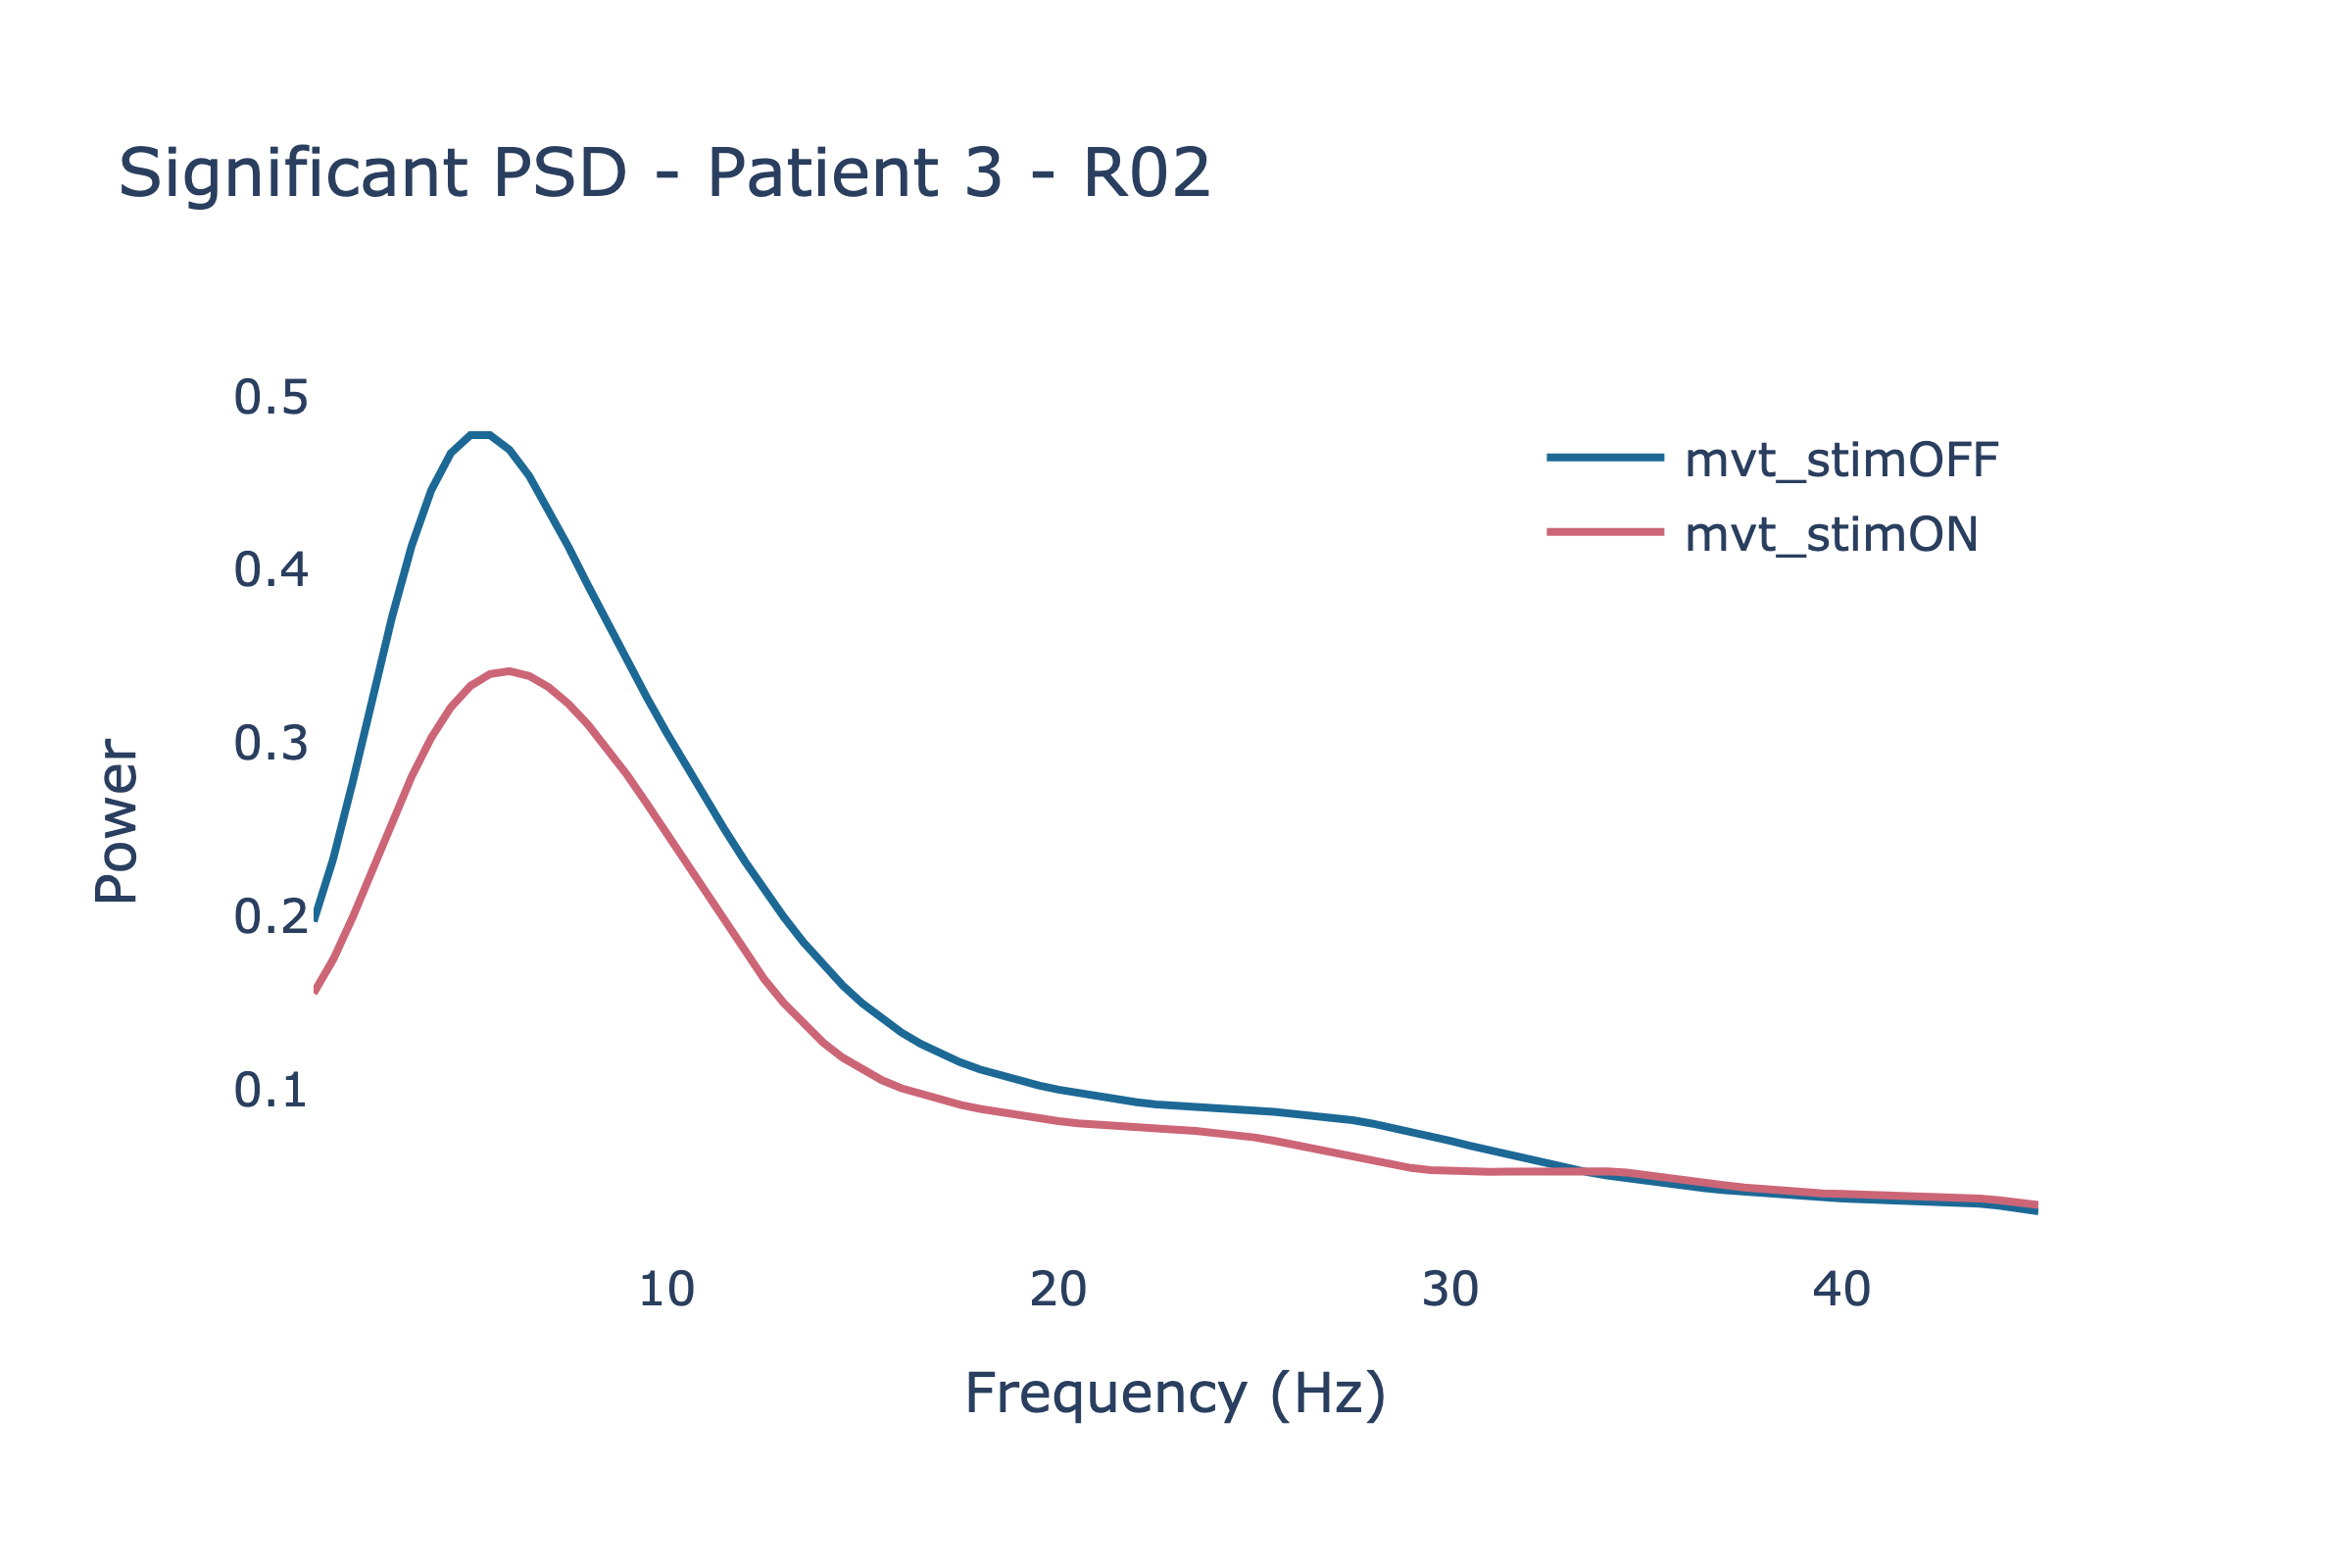 Significant PSD - Patient 3 - R02
0.5
0.4
0.3
0.2
0.1
Power
mvt_stimOFF
mvt_stimON
10 20 30 40
Frequency (Hz)